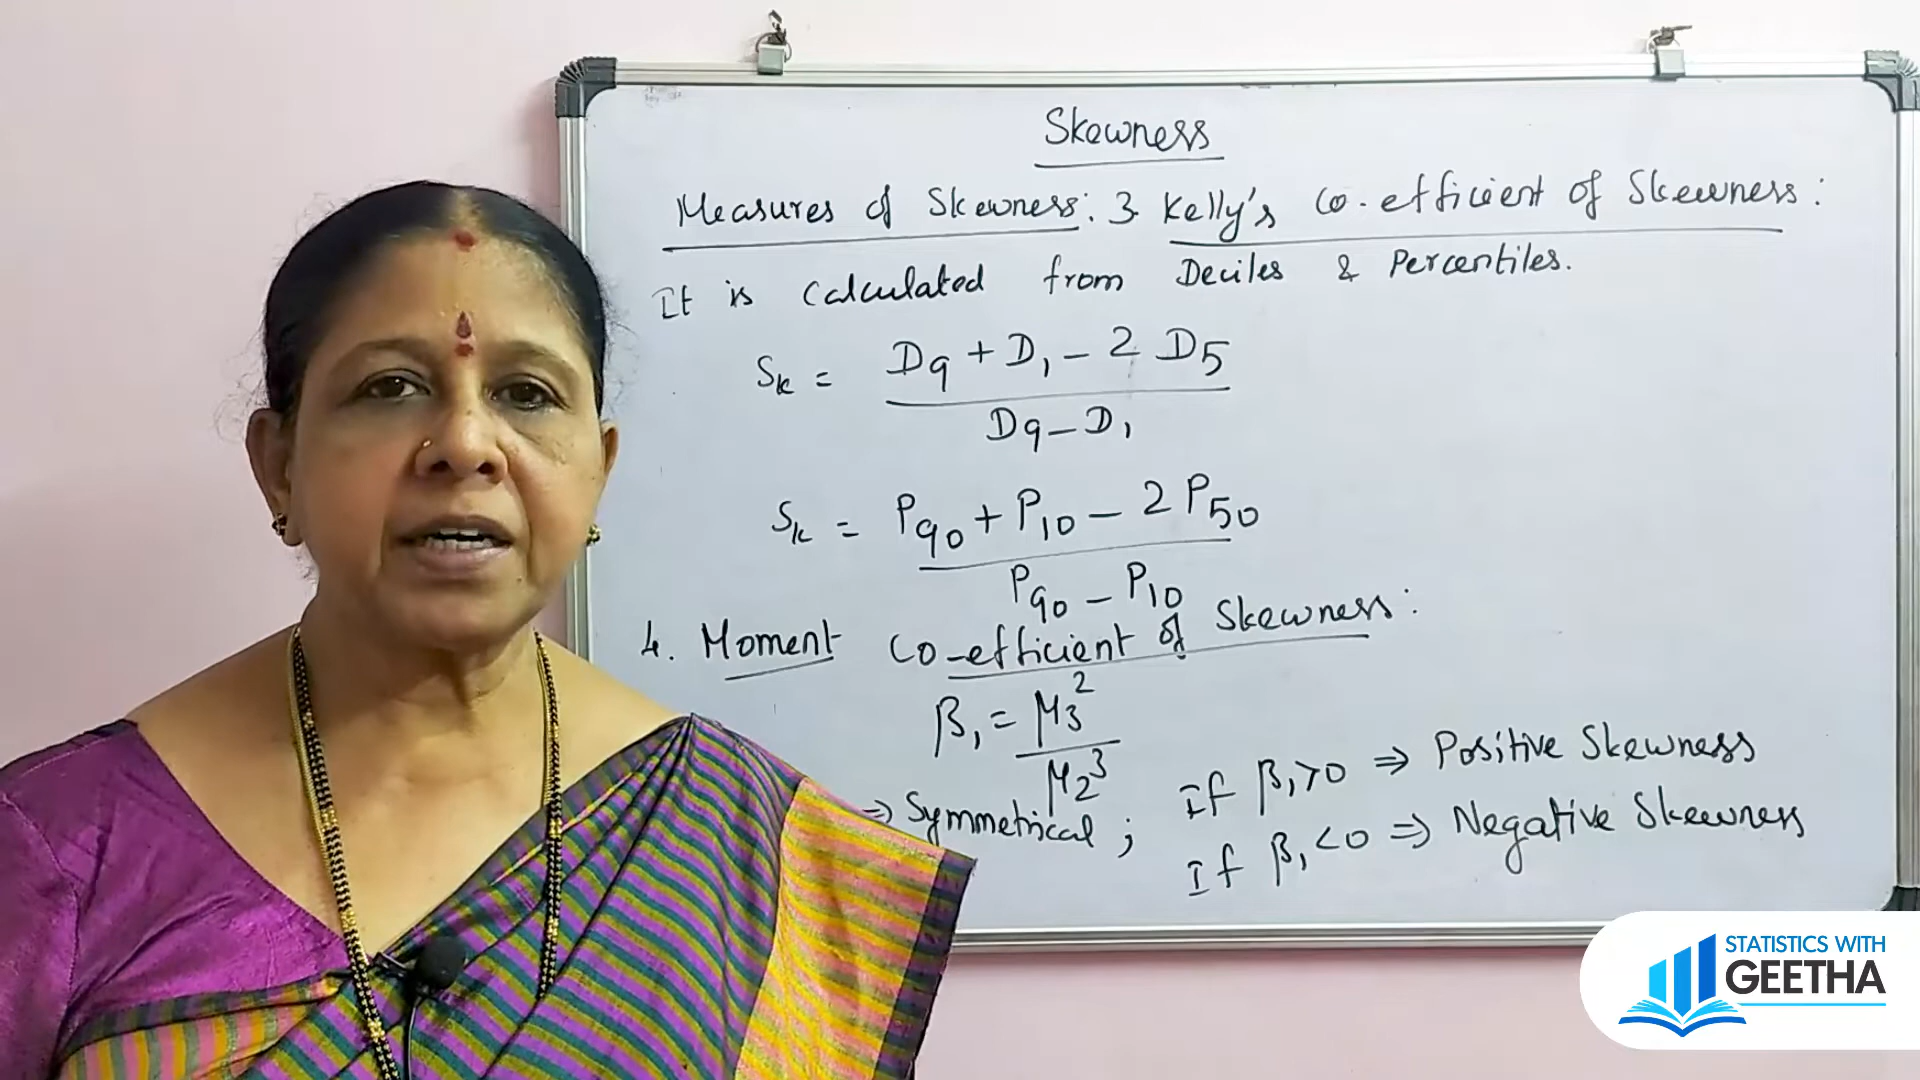 Skewness
Measures of Skewness: 3. Kelly's Co-efficient of Skewness:
It is calculated from Deciles & Percentiles.
Sk = D9 + D1 - 2 D5
D9 - D1
Sk = P90 + P10 - 2 P50
P90 - P10
4. Moment Co-efficient of Skewness:
β1 = μ3²
μ2³
⇒ Symmetrical ; If β1>0 ⇒ Positive Skewness
If β1<0 ⇒ Negative Skewness
STATISTICS WITH
GEETHA